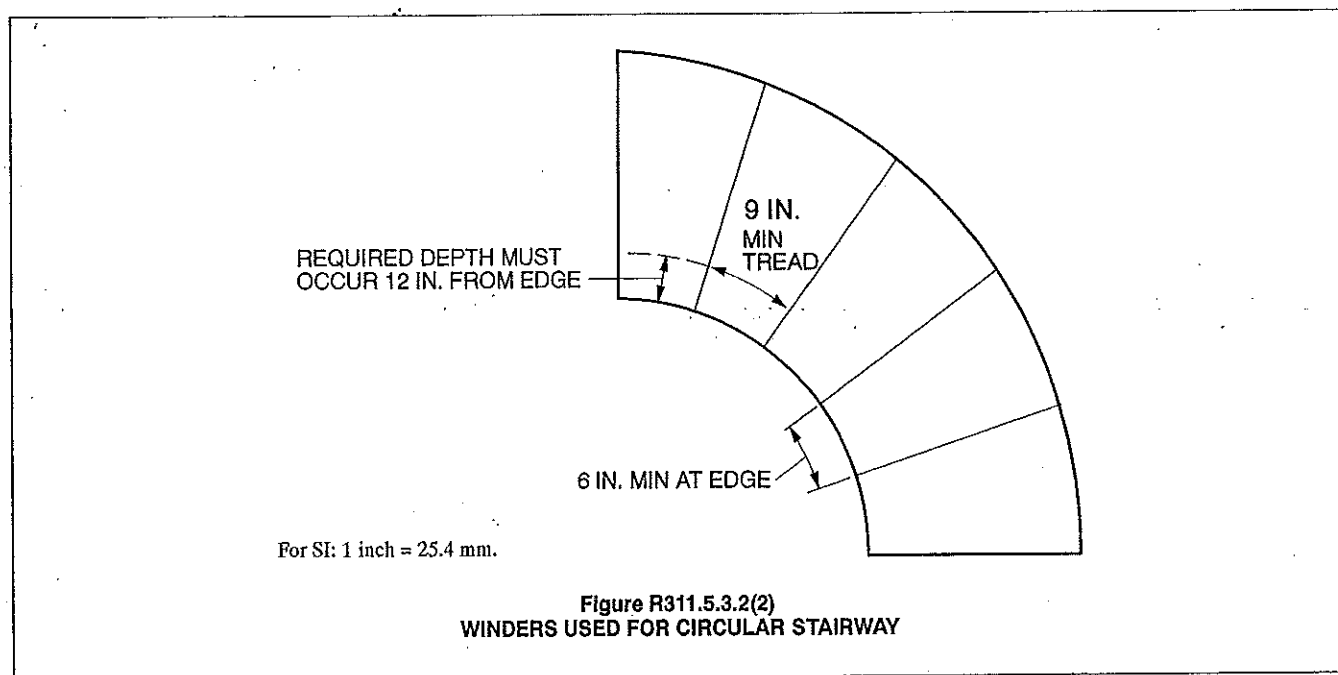 9 IN.
MIN
TREAD
REQUIRED DEPTH MUST
OCCUR 12 IN. FROM EDGE
6 IN. MIN AT EDGE
For SI: 1 inch = 25.4 mm.
Figure R311.5.3.2(2)
WINDERS USED FOR CIRCULAR STAIRWAY